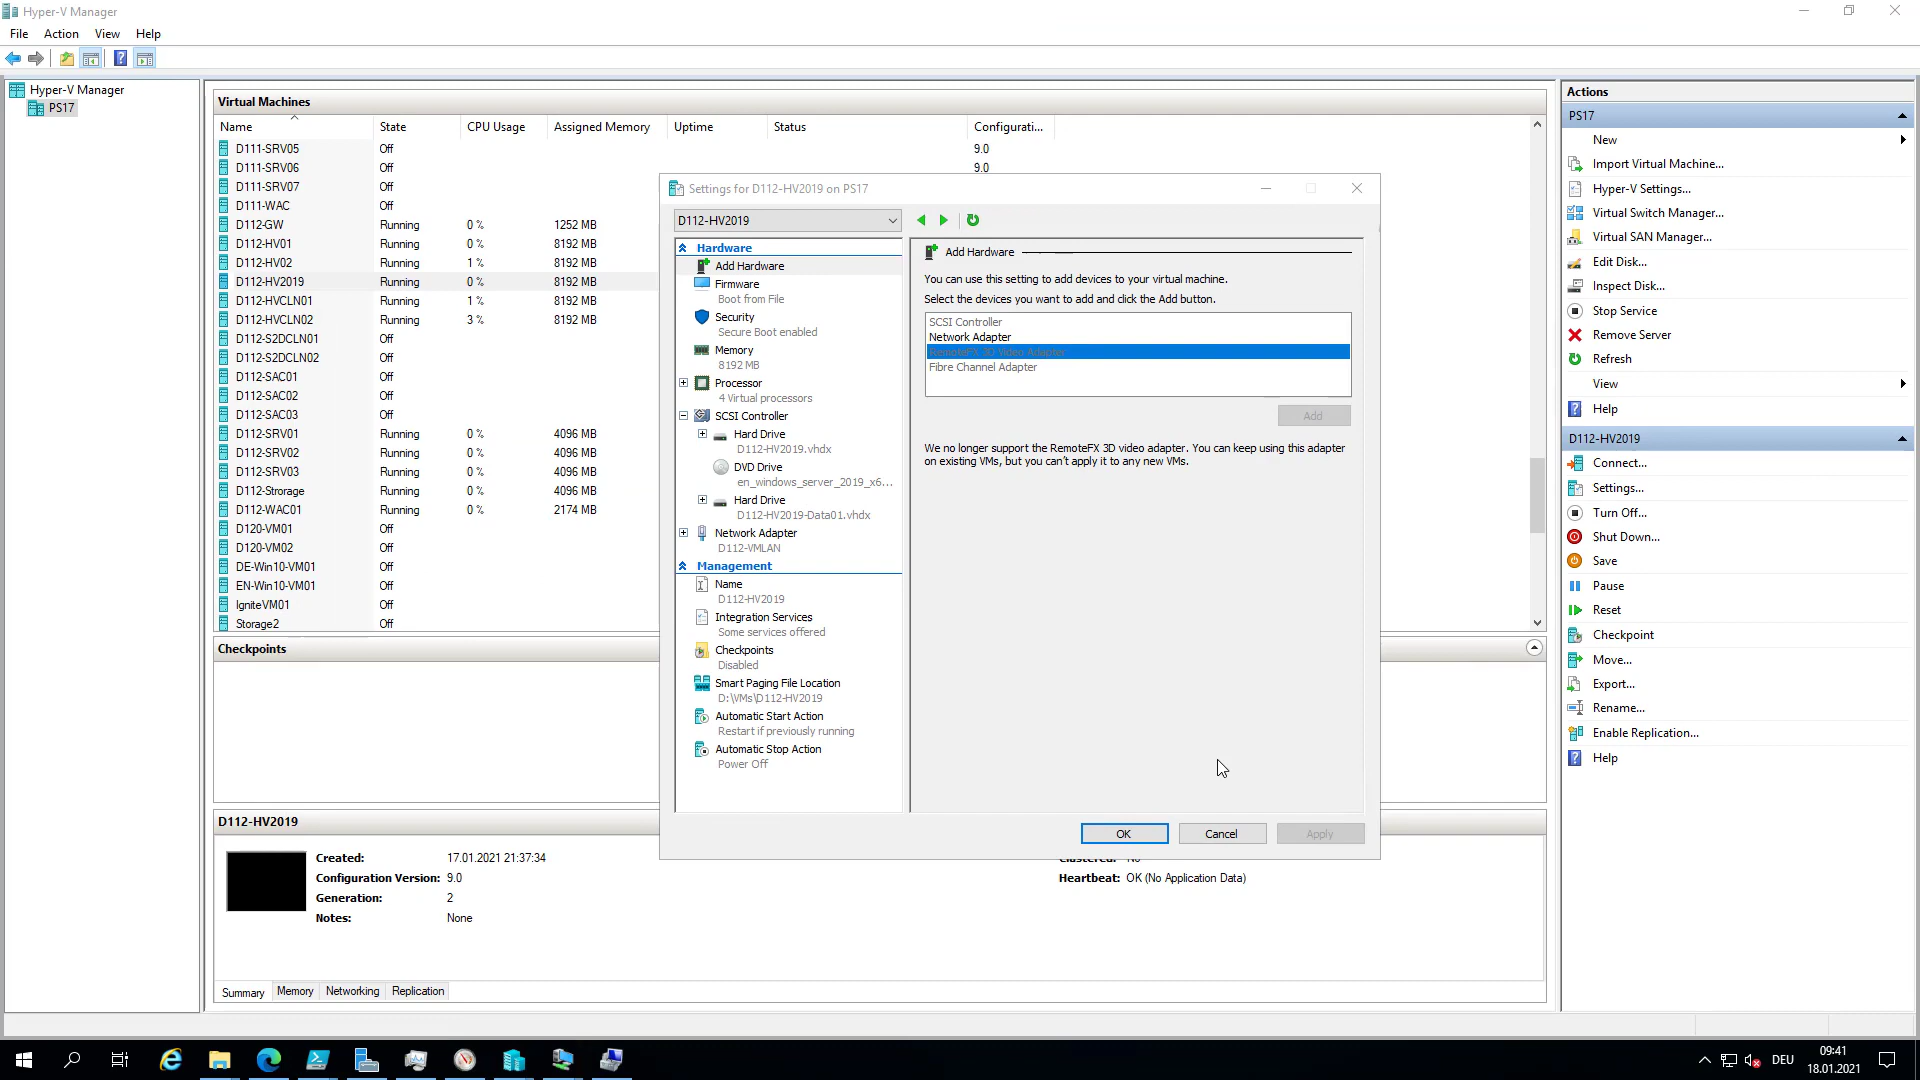 Hyper-V Manager
File Action View Help
Hyper-V Manager
PS17
Virtual Machines
Name State CPU Usage Assigned Memory Uptime Status Configurati...
D111-SRV05 Off 9.0
D111-SRV06 Off 9.0
D111-SRV07 Off
D111-WAC Off
D112-GW Running 0 % 1252 MB
D112-HV01 Running 0 % 8192 MB
D112-HV02 Running 1 % 8192 MB
D112-HV2019 Running 0 % 8192 MB
D112-HVCLN01 Running 1 % 8192 MB
D112-HVCLN02 Running 3 % 8192 MB
D112-S2DCLN01 Off
D112-S2DCLN02 Off
D112-SAC01 Off
D112-SAC02 Off
D112-SAC03 Off
D112-SRV01 Running 0 % 4096 MB
D112-SRV02 Running 0 % 4096 MB
D112-SRV03 Running 0 % 4096 MB
D112-Strorage Running 0 % 4096 MB
D112-WAC01 Running 0 % 2174 MB
D120-VM01 Off
D120-VM02 Off
DE-Win10-VM01 Off
EN-Win10-VM01 Off
IgniteVM01 Off
Storage2 Off
Checkpoints
D112-HV2019
Created: 17.01.2021 21:37:34
Configuration Version: 9.0
Generation: 2
Notes: None
Clustered: No
Heartbeat: OK (No Application Data)
Summary Memory Networking Replication
Settings for D112-HV2019 on PS17
D112-HV2019
Hardware
Add Hardware
Firmware
Boot from File
Security
Secure Boot enabled
Memory
8192 MB
Processor
4 Virtual processors
SCSI Controller
Hard Drive
D112-HV2019.vhdx
DVD Drive
en_windows_server_2019_x6...
Hard Drive
D112-HV2019-Data01.vhdx
Network Adapter
D112-VMLAN
Management
Name
D112-HV2019
Integration Services
Some services offered
Checkpoints
Disabled
Smart Paging File Location
D:\VMs\D112-HV2019
Automatic Start Action
Restart if previously running
Automatic Stop Action
Power Off
Add Hardware
You can use this setting to add devices to your virtual machine.
Select the devices you want to add and click the Add button.
SCSI Controller
Network Adapter
RemoteFX 3D Video Adapter
Fibre Channel Adapter
Add
We no longer support the RemoteFX 3D video adapter. You can keep using this adapter
on existing VMs, but you can't apply it to any new VMs.
OK Cancel Apply
Actions
PS17
New
Import Virtual Machine...
Hyper-V Settings...
Virtual Switch Manager...
Virtual SAN Manager...
Edit Disk...
Inspect Disk...
Stop Service
Remove Server
Refresh
View
Help
D112-HV2019
Connect...
Settings...
Turn Off...
Shut Down...
Save
Pause
Reset
Checkpoint
Move...
Export...
Rename...
Enable Replication...
Help
DEU
09:41
18.01.2021